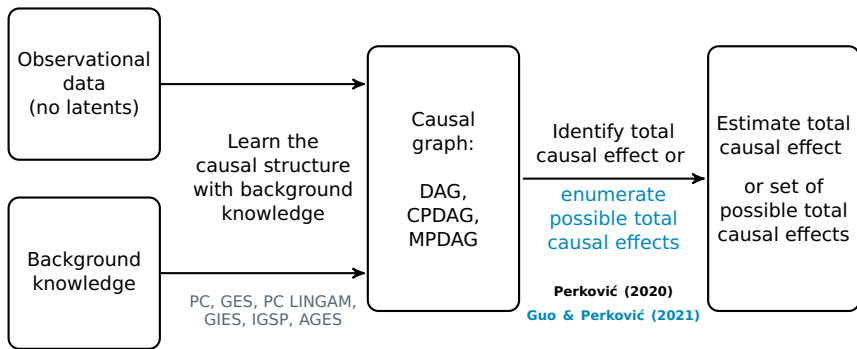 Observational
data
(no latents)
Background
knowledge
Learn the
causal structure
with background
knowledge
PC, GES, PC LINGAM,
GIES, IGSP, AGES
Causal
graph:
DAG,
CPDAG,
MPDAG
Identify total
causal effect or
enumerate
possible total
causal effects
Perković (2020)
Guo & Perković (2021)
Estimate total
causal effect
or set of
possible total
causal effects